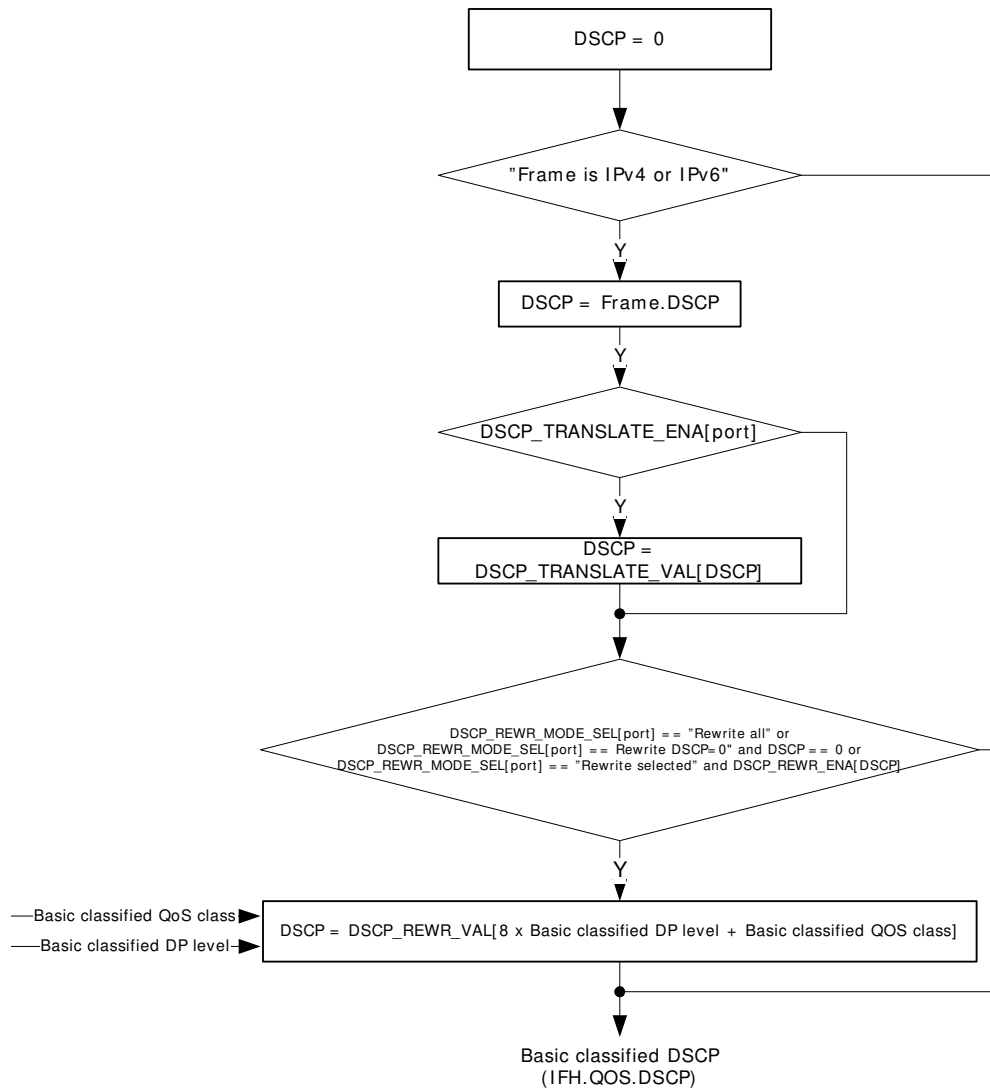 DSCP = 0
"Frame is IPv4 or IPv6"
Y
DSCP = Frame.DSCP
Y
DSCP_TRANSLATE_ENA[port]
Y
DSCP =
DSCP_TRANSLATE_VAL[DSCP]
DSCP_REWR_MODE_SEL[port] == "Rewrite all" or
DSCP_REWR_MODE_SEL[port] == Rewrite DSCP=0" and DSCP == 0 or
DSCP_REWR_MODE_SEL[port] == "Rewrite selected" and DSCP_REWR_ENA[DSCP]
Y
Basic classified QoS class
Basic classified DP level
DSCP = DSCP_REWR_VAL[8 x Basic classified DP level + Basic classified QOS class]
Basic classified DSCP
(IFH.QOS.DSCP)